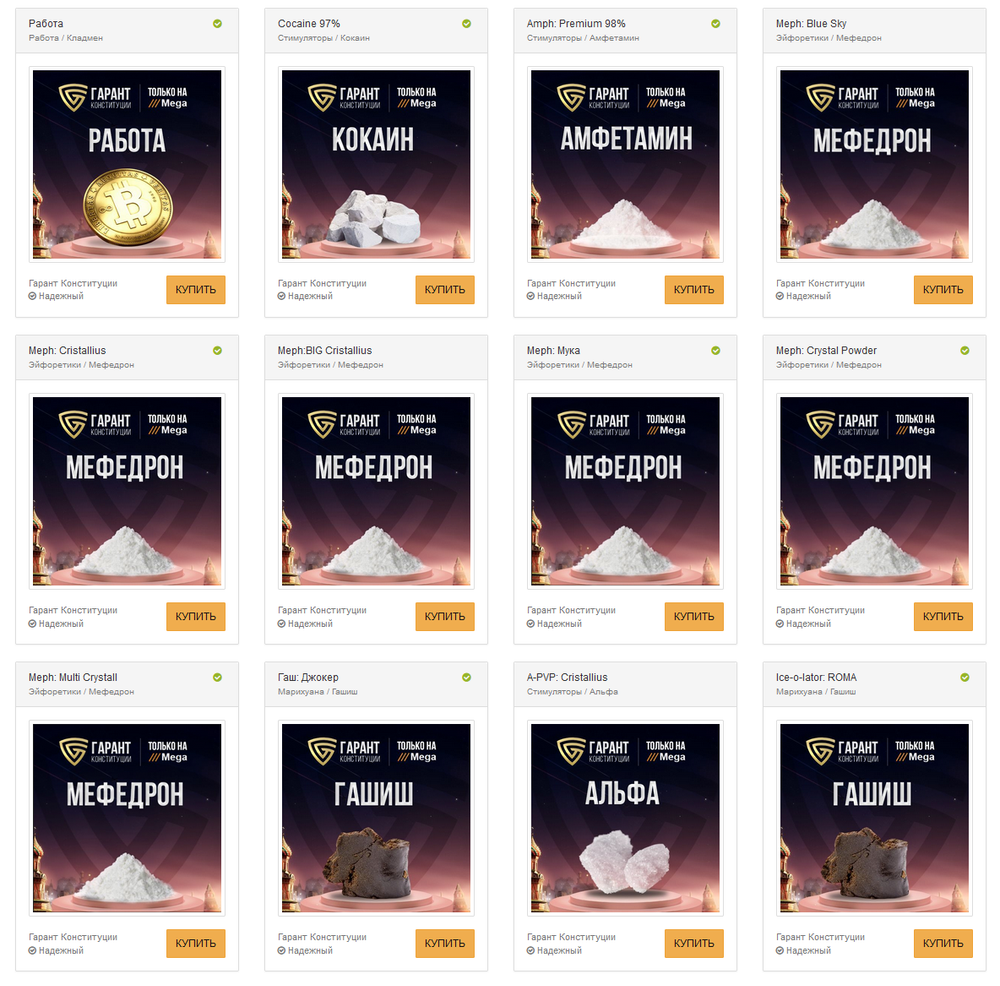 Работа
Работа / Кладмен
ГАРАНТ
КОНСТИТУЦИИ
ТОЛЬКО НА
Mega
РАБОТА
Гарант Конституции
Надежный
КУПИТЬ
Cocaine 97%
Стимуляторы / Кокаин
ГАРАНТ
КОНСТИТУЦИИ
ТОЛЬКО НА
Mega
КОКАИН
Гарант Конституции
Надежный
КУПИТЬ
Amph: Premium 98%
Стимуляторы / Амфетамин
ГАРАНТ
КОНСТИТУЦИИ
ТОЛЬКО НА
Mega
АМФЕТАМИН
Гарант Конституции
Надежный
КУПИТЬ
Meph: Blue Sky
Эйфоретики / Мефедрон
ГАРАНТ
КОНСТИТУЦИИ
ТОЛЬКО НА
Mega
МЕФЕДРОН
Гарант Конституции
Надежный
КУПИТЬ
Meph: Cristallius
Эйфоретики / Мефедрон
ГАРАНТ
КОНСТИТУЦИИ
ТОЛЬКО НА
Mega
МЕФЕДРОН
Гарант Конституции
Надежный
КУПИТЬ
Meph:BIG Cristallius
Эйфоретики / Мефедрон
ГАРАНТ
КОНСТИТУЦИИ
ТОЛЬКО НА
Mega
МЕФЕДРОН
Гарант Конституции
Надежный
КУПИТЬ
Meph: Мука
Эйфоретики / Мефедрон
ГАРАНТ
КОНСТИТУЦИИ
ТОЛЬКО НА
Mega
МЕФЕДРОН
Гарант Конституции
Надежный
КУПИТЬ
Meph: Crystal Powder
Эйфоретики / Мефедрон
ГАРАНТ
КОНСТИТУЦИИ
ТОЛЬКО НА
Mega
МЕФЕДРОН
Гарант Конституции
Надежный
КУПИТЬ
Meph: Multi Crystall
Эйфоретики / Мефедрон
ГАРАНТ
КОНСТИТУЦИИ
ТОЛЬКО НА
Mega
МЕФЕДРОН
Гарант Конституции
Надежный
КУПИТЬ
Гаш: Джокер
Марихуана / Гашиш
ГАРАНТ
КОНСТИТУЦИИ
ТОЛЬКО НА
Mega
ГАШИШ
Гарант Конституции
Надежный
КУПИТЬ
A-PVP: Cristallius
Стимуляторы / Альфа
ГАРАНТ
КОНСТИТУЦИИ
ТОЛЬКО НА
Mega
АЛЬФА
Гарант Конституции
Надежный
КУПИТЬ
Ice-o-lator: ROMA
Марихуана / Гашиш
ГАРАНТ
КОНСТИТУЦИИ
ТОЛЬКО НА
Mega
ГАШИШ
Гарант Конституции
Надежный
КУПИТЬ